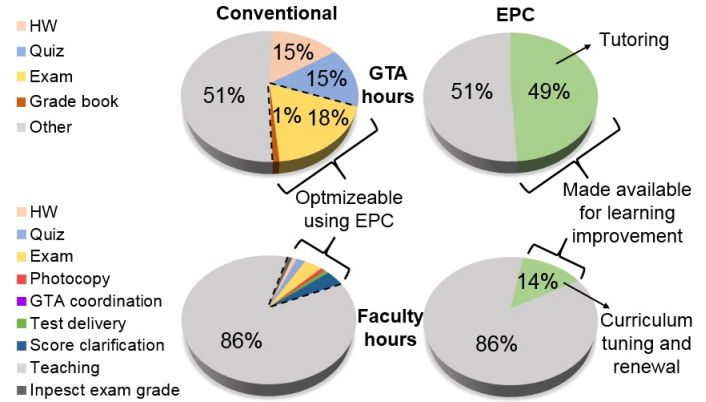 Conventional
EPC
HW
Quiz
Exam
Grade book
Other
15%
15%
18%
1%
51%
GTA
hours
51%
49%
Tutoring
Optmizeable
using EPC
Made available
for learning
improvement
HW
Quiz
Exam
Photocopy
GTA coordination
Test delivery
Score clarification
Teaching
Inpesct exam grade
86%
Faculty
hours
14%
86%
Curriculum
tuning and
renewal